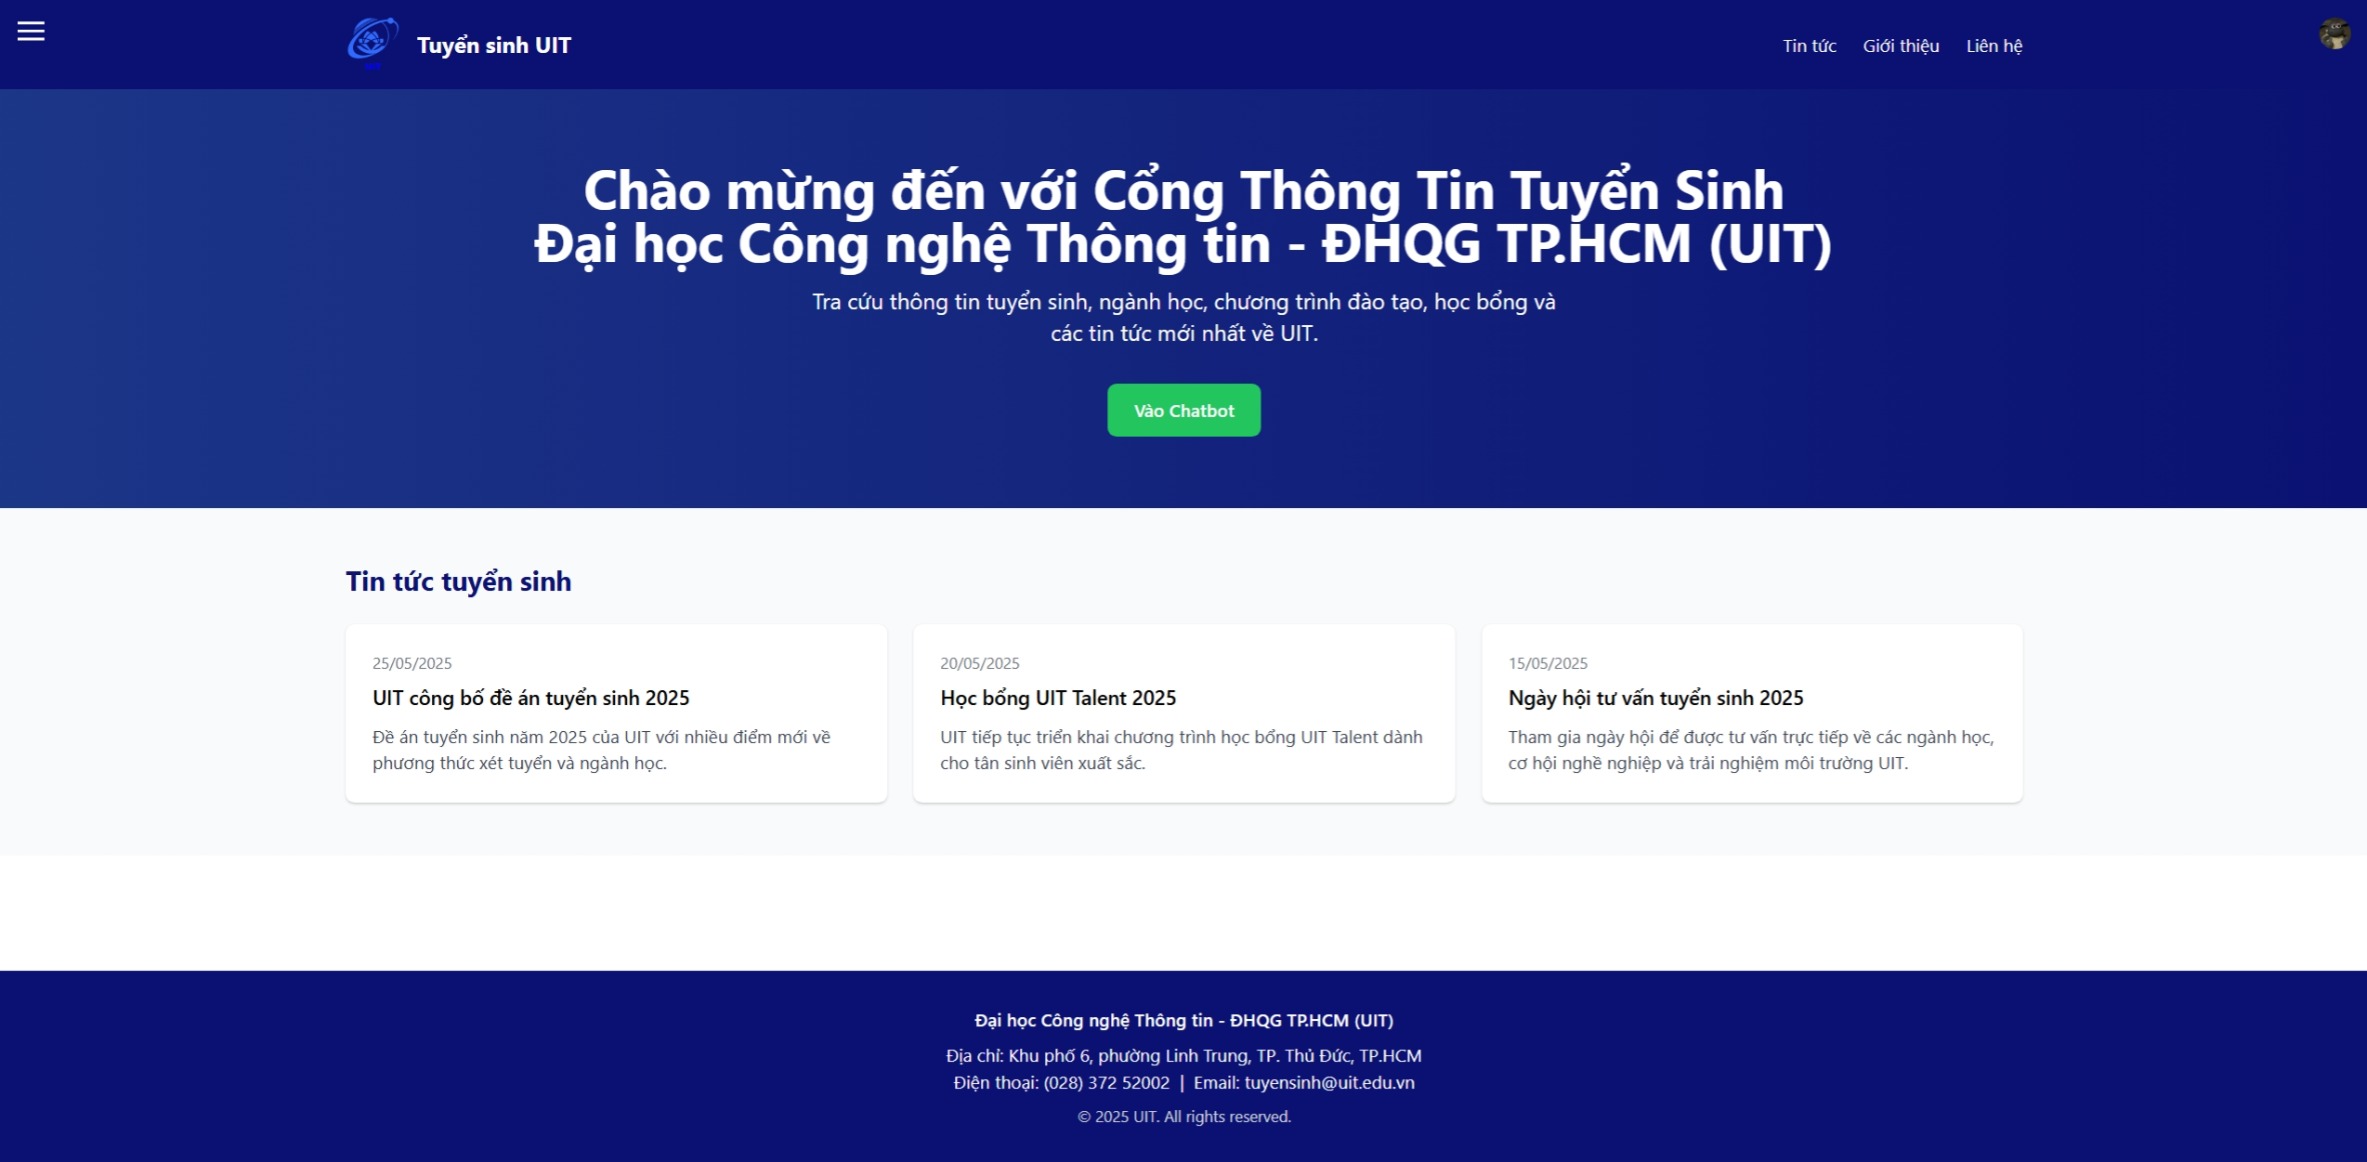 Tuyển sinh UIT
Tin tức
Giới thiệu
Liên hệ
Chào mừng đến với Cổng Thông Tin Tuyển Sinh
Đại học Công nghệ Thông tin - ĐHQG TP.HCM (UIT)
Tra cứu thông tin tuyển sinh, ngành học, chương trình đào tạo, học bổng và
các tin tức mới nhất về UIT.
Vào Chatbot
Tin tức tuyển sinh
25/05/2025
UIT công bố đề án tuyển sinh 2025
Đề án tuyển sinh năm 2025 của UIT với nhiều điểm mới về
phương thức xét tuyển và ngành học.
20/05/2025
Học bổng UIT Talent 2025
UIT tiếp tục triển khai chương trình học bổng UIT Talent dành
cho tân sinh viên xuất sắc.
15/05/2025
Ngày hội tư vấn tuyển sinh 2025
Tham gia ngày hội để được tư vấn trực tiếp về các ngành học,
cơ hội nghề nghiệp và trải nghiệm môi trường UIT.
Đại học Công nghệ Thông tin - ĐHQG TP.HCM (UIT)
Địa chỉ: Khu phố 6, phường Linh Trung, TP. Thủ Đức, TP.HCM
Điện thoại: (028) 372 52002 | Email: tuyensinh@uit.edu.vn
© 2025 UIT. All rights reserved.